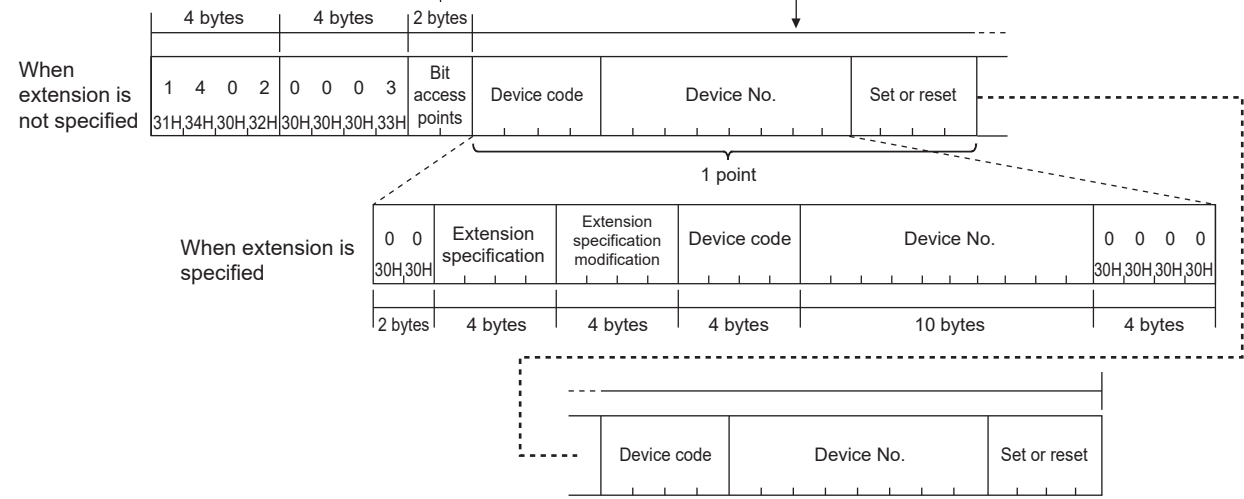 4 bytes 4 bytes 2 bytes
When
extension is
not specified
1 4 0 2 0 0 0 3
31H 34H 30H 32H 30H 30H 30H 33H
Bit
access
points
Device code
Device No.
Set or reset
1 point
When extension is
specified
0 0
30H 30H
Extension
specification
Extension
specification
modification
Device code
Device No.
0 0 0 0
30H 30H 30H 30H
2 bytes 4 bytes 4 bytes 4 bytes 10 bytes 4 bytes
Device code
Device No.
Set or reset